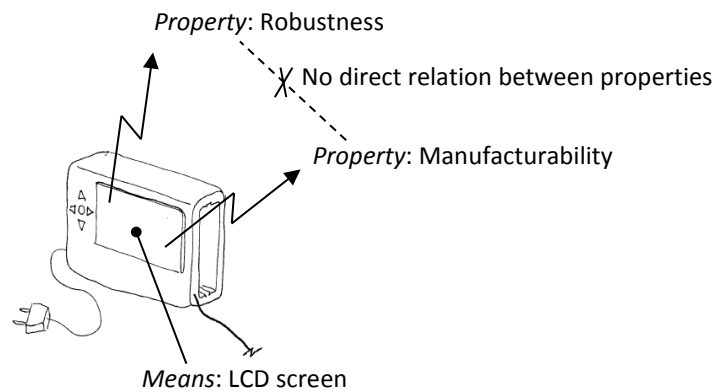 Property: Robustness
No direct relation between properties
Property: Manufacturability
Means: LCD screen